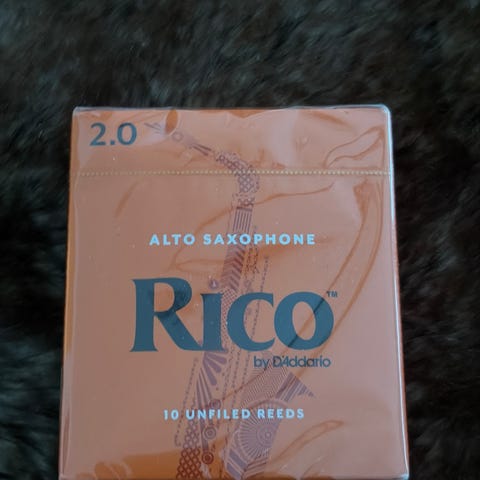 2.0
ALTO SAXOPHONE
RICO™
by D'Addario
10 UNFILED REEDS